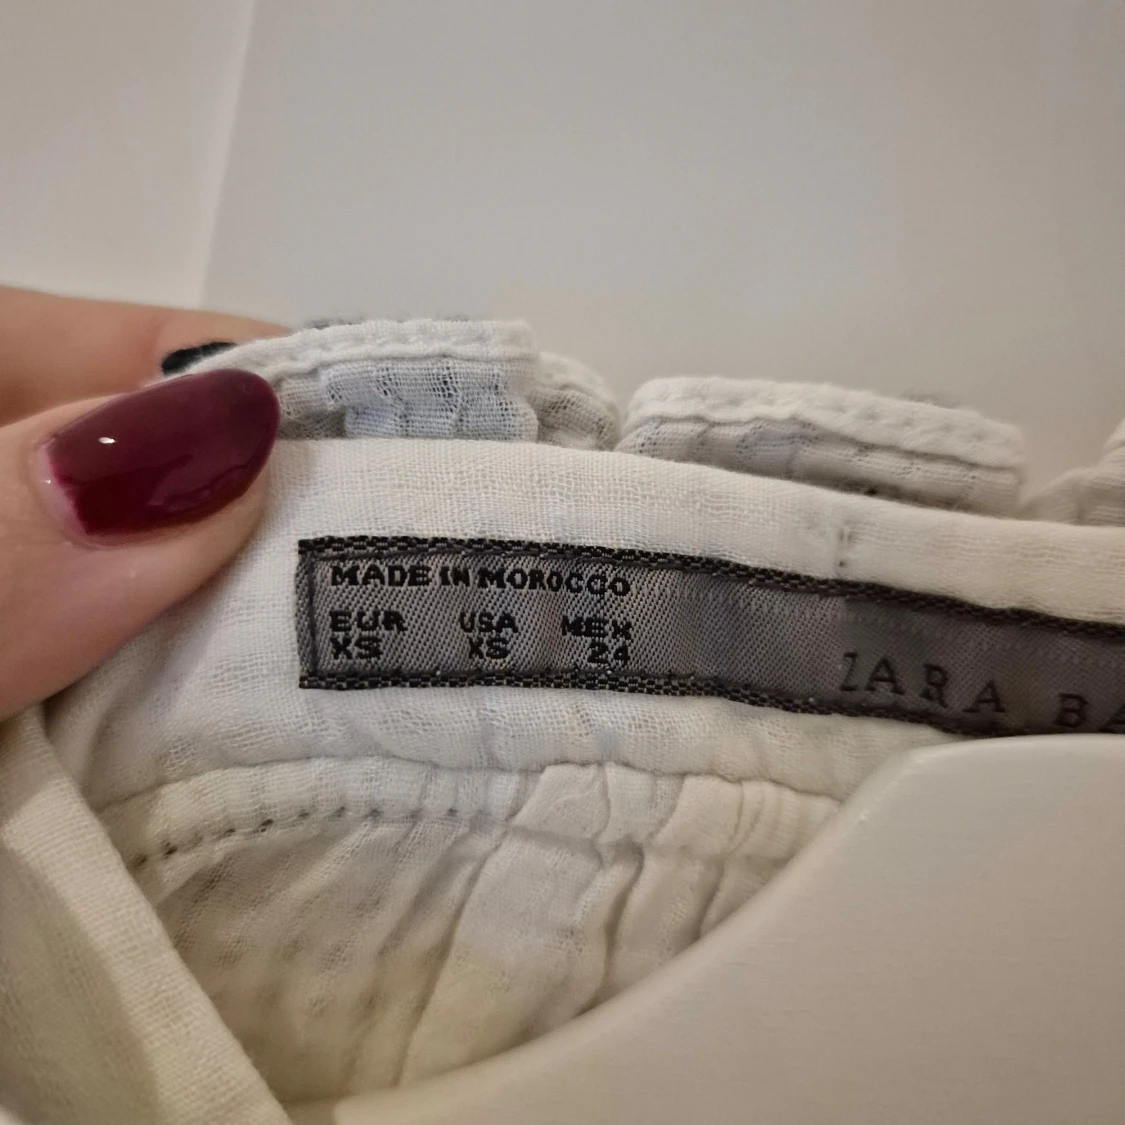 MADE IN MOROCCO
EUR USA MEX
XS XS 24
ZARA BA